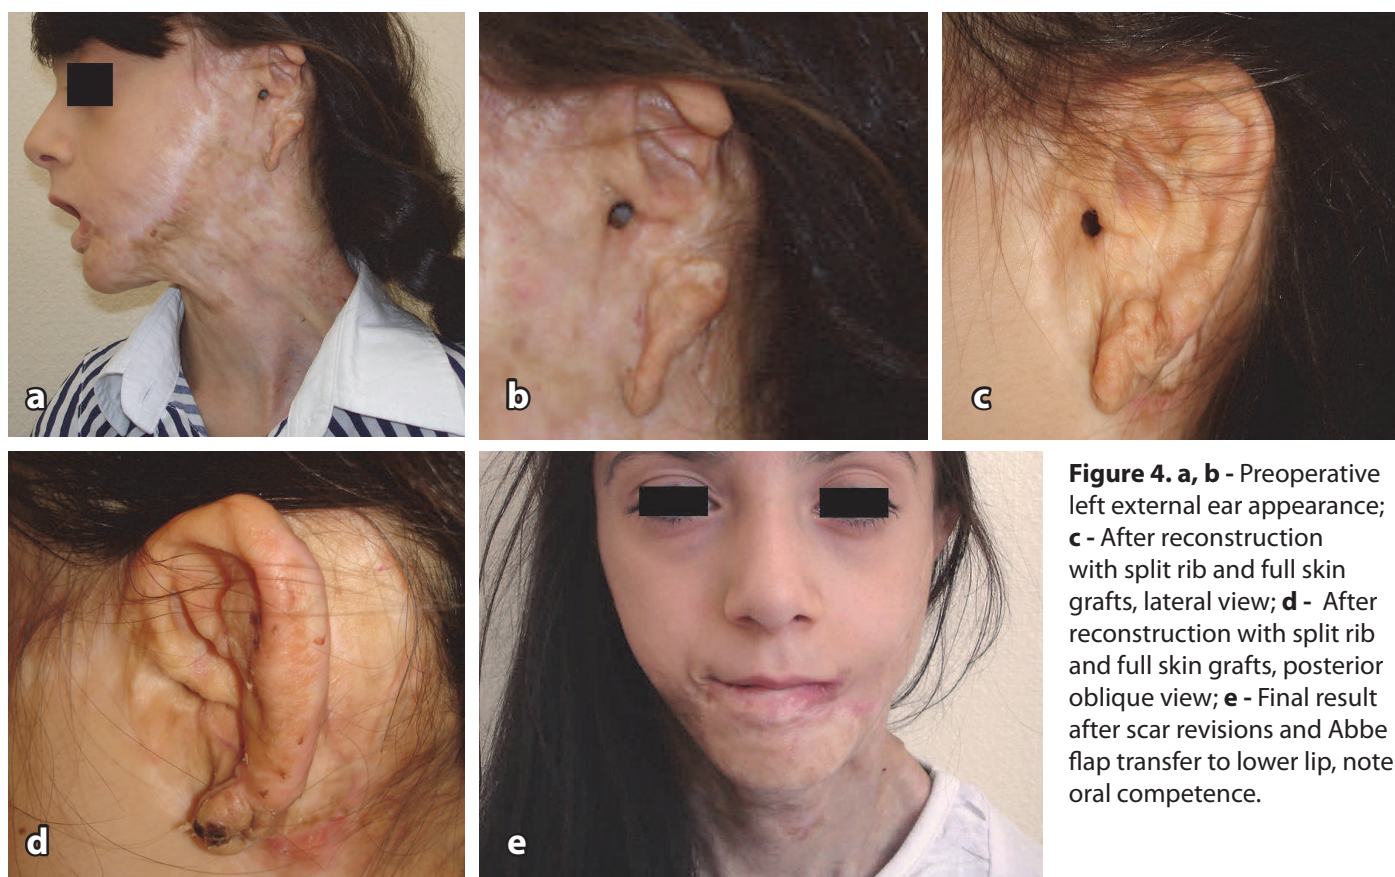 a
b
c
d
e
Figure 4. a, b - Preoperative
left external ear appearance;
c - After reconstruction
with split rib and full skin
grafts, lateral view; d - After
reconstruction with split rib
and full skin grafts, posterior
oblique view; e - Final result
after scar revisions and Abbe
flap transfer to lower lip, note
oral competence.